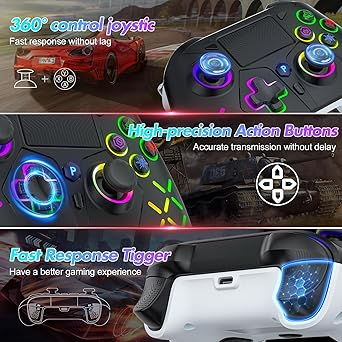 360° control joystic
Fast response without lag
P
High-precision Action Buttons
Accurate transmission without delay
P
Fast Response Tigger
Have a better gaming experience